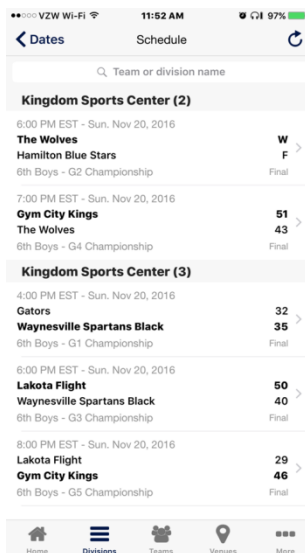 VZW Wi-Fi 11:52 AM 97%
Dates Schedule
Team or division name
Kingdom Sports Center (2)
6:00 PM EST - Sun. Nov 20, 2016
The Wolves W
Hamilton Blue Stars F
6th Boys - G2 Championship Final
7:00 PM EST - Sun. Nov 20, 2016
Gym City Kings 51
The Wolves 43
6th Boys - G4 Championship Final
Kingdom Sports Center (3)
4:00 PM EST - Sun. Nov 20, 2016
Gators 32
Waynesville Spartans Black 35
6th Boys - G1 Championship Final
6:00 PM EST - Sun. Nov 20, 2016
Lakota Flight 50
Waynesville Spartans Black 40
6th Boys - G3 Championship Final
8:00 PM EST - Sun. Nov 20, 2016
Lakota Flight 29
Gym City Kings 46
6th Boys - G5 Championship Final
Home Divisions Teams Venues More